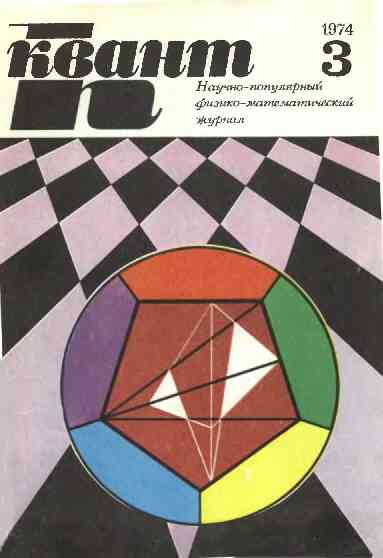 квант
1974
3
Научно-популярный
физико-математический
журнал